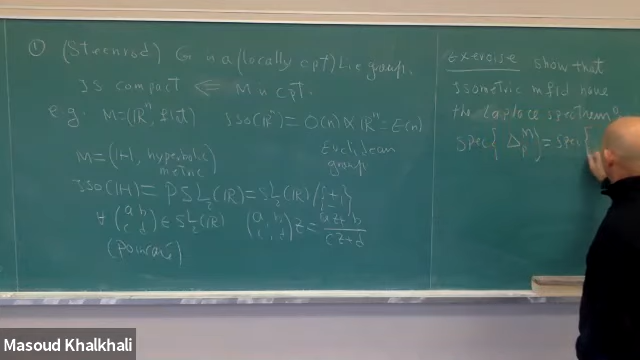 ① (Steenrod) G is a (locally cpt) Lie group.
is compact ⇐ M is cpt.
e.g. M=(ℝⁿ, flat) ISO(ℝⁿ) = O(n) ⋉ ℝⁿ = E(n)
Euclidean
group
M=(ℍ, hyperbolic
metric)
ISO(ℍ) = PSL₂(ℝ) = SL₂(ℝ)/{±1}
∀ (a b; c d) ∈ SL₂(ℝ) (a b; c d) z = az+b / cz+d
(Poincaré)
Exercise show that
isometric mfld have
the Laplace spectrum
spec{Δ_p^M} = spec{
Masoud Khalkhali